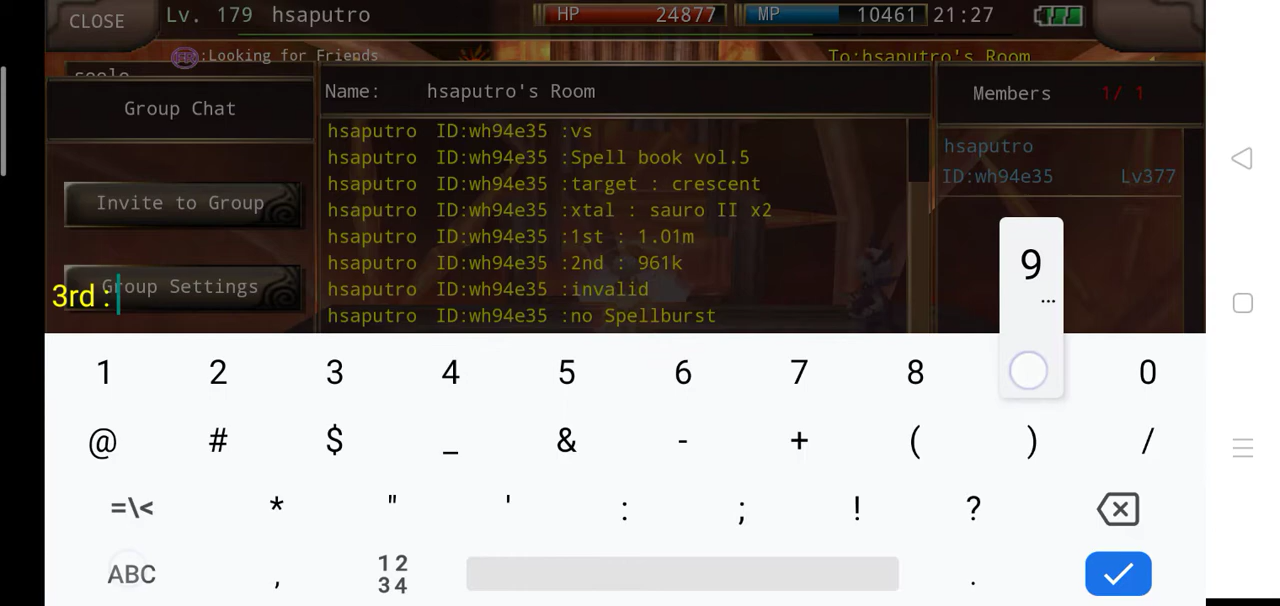 CLOSE
Lv. 179 hsaputro
HP 24877
MP 10461
21:27
:Looking for Friends
To:hsaputro's Room
Group Chat
Name: hsaputro's Room
Members 1/ 1
hsaputro ID:wh94e35 :vs
hsaputro ID:wh94e35 :Spell book vol.5
hsaputro ID:wh94e35 :target : crescent
hsaputro ID:wh94e35 :xtal : sauro II x2
hsaputro ID:wh94e35 :1st : 1.01m
hsaputro ID:wh94e35 :2nd : 961k
hsaputro ID:wh94e35 :invalid
hsaputro ID:wh94e35 :no Spellburst
hsaputro
ID:wh94e35 Lv377
Invite to Group
Group Settings
3rd :
9
...
1 2 3 4 5 6 7 8 0
@ # $ _ & - + ( ) /
=\< * " ' : ; ! ?
ABC , 1 2 .
3 4